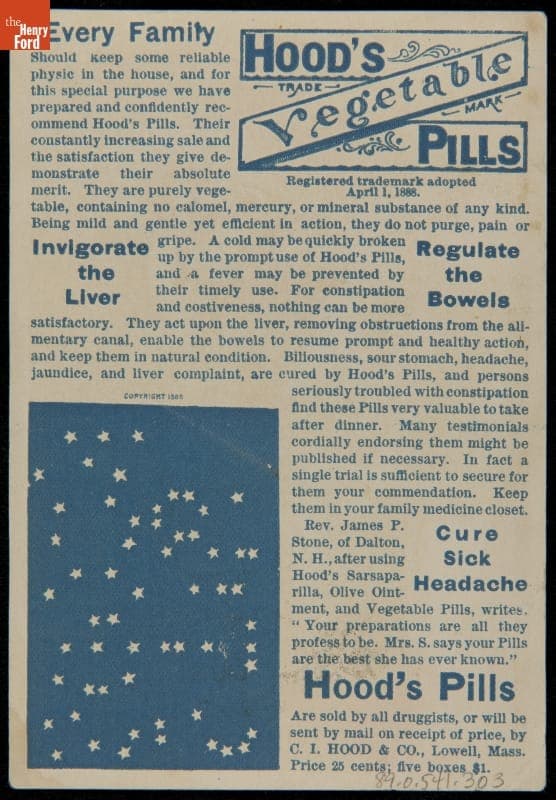 the
Henry
Ford
Every Family
Should keep some reliable
physic in the house, and for
this special purpose we have
prepared and confidently rec-
ommend Hood's Pills. Their
constantly increasing sale and
the satisfaction they give de-
monstrate their absolute
merit. They are purely vege-
HOOD'S
TRADE
Vegetable
MARK
PILLS
Registered trademark adopted
April 1, 1888.
table, containing no calomel, mercury, or mineral substance of any kind.
Being mild and gentle yet efficient in action, they do not purge, pain or
Invigorate
the
Liver
gripe. A cold may be quickly broken
up by the prompt use of Hood's Pills,
and a fever may be prevented by
their timely use. For constipation
and costiveness, nothing can be more
Regulate
the
Bowels
satisfactory. They act upon the liver, removing obstructions from the ali-
mentary canal, enable the bowels to resume prompt and healthy action,
and keep them in natural condition. Biliousness, sour stomach, headache,
jaundice, and liver complaint, are cured by Hood's Pills, and persons
seriously troubled with constipation
find these Pills very valuable to take
after dinner. Many testimonials
cordially endorsing them might be
published if necessary. In fact a
single trial is sufficient to secure for
them your commendation. Keep
them in your family medicine closet.
Rev. James P.
Stone, of Dalton,
N. H., after using
Hood's Sarsapa-
rilla, Olive Oint-
Cure
Sick
Headache
ment, and Vegetable Pills, writes.
"Your preparations are all they
profess to be. Mrs. S. says your Pills
are the best she has ever known."
Hood's Pills
Are sold by all druggists, or will be
sent by mail on receipt of price, by
C. I. HOOD & CO., Lowell, Mass.
Price 25 cents; five boxes $1.
89.0.541.303
COPYRIGHT